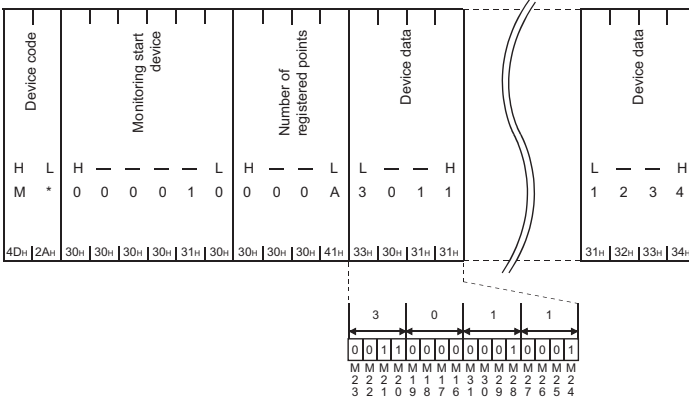 Device code
Monitoring start
device
Number of
registered points
Device data
Device data
H L H — — — — L H — — L L — — H L — — H
M * 0 0 0 0 1 0 0 0 0 A 3 0 1 1 1 2 3 4
4DH 2AH 30H 30H 30H 30H 31H 30H 30H 30H 30H 41H 33H 30H 31H 31H 31H 32H 33H 34H
3 0 1 1
0 0 1 1 0 0 0 0 0 0 0 1 0 0 0 1
M M M M M M M M M M M M M M M M
2 2 2 2 1 1 1 1 3 3 2 2 2 2 2 2
3 2 1 0 9 8 7 6 1 0 9 8 7 6 5 4